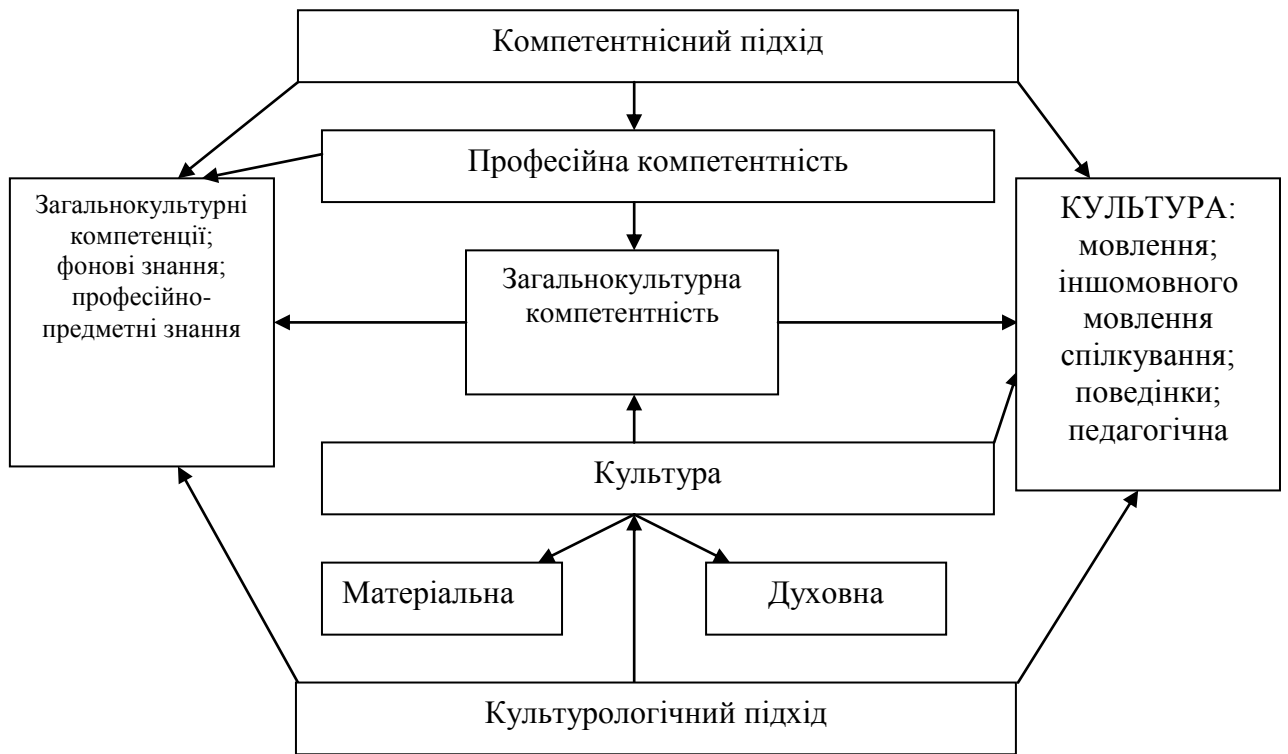 Компетентнісний підхід
Професійна компетентність
Загальнокультурні
компетенції;
фонові знання;
професійно-
предметні знання
Загальнокультурна
компетентність
КУЛЬТУРА:
мовлення;
іншомовного
мовлення
спілкування;
поведінки;
педагогічна
Культура
Матеріальна
Духовна
Культурологічний підхід